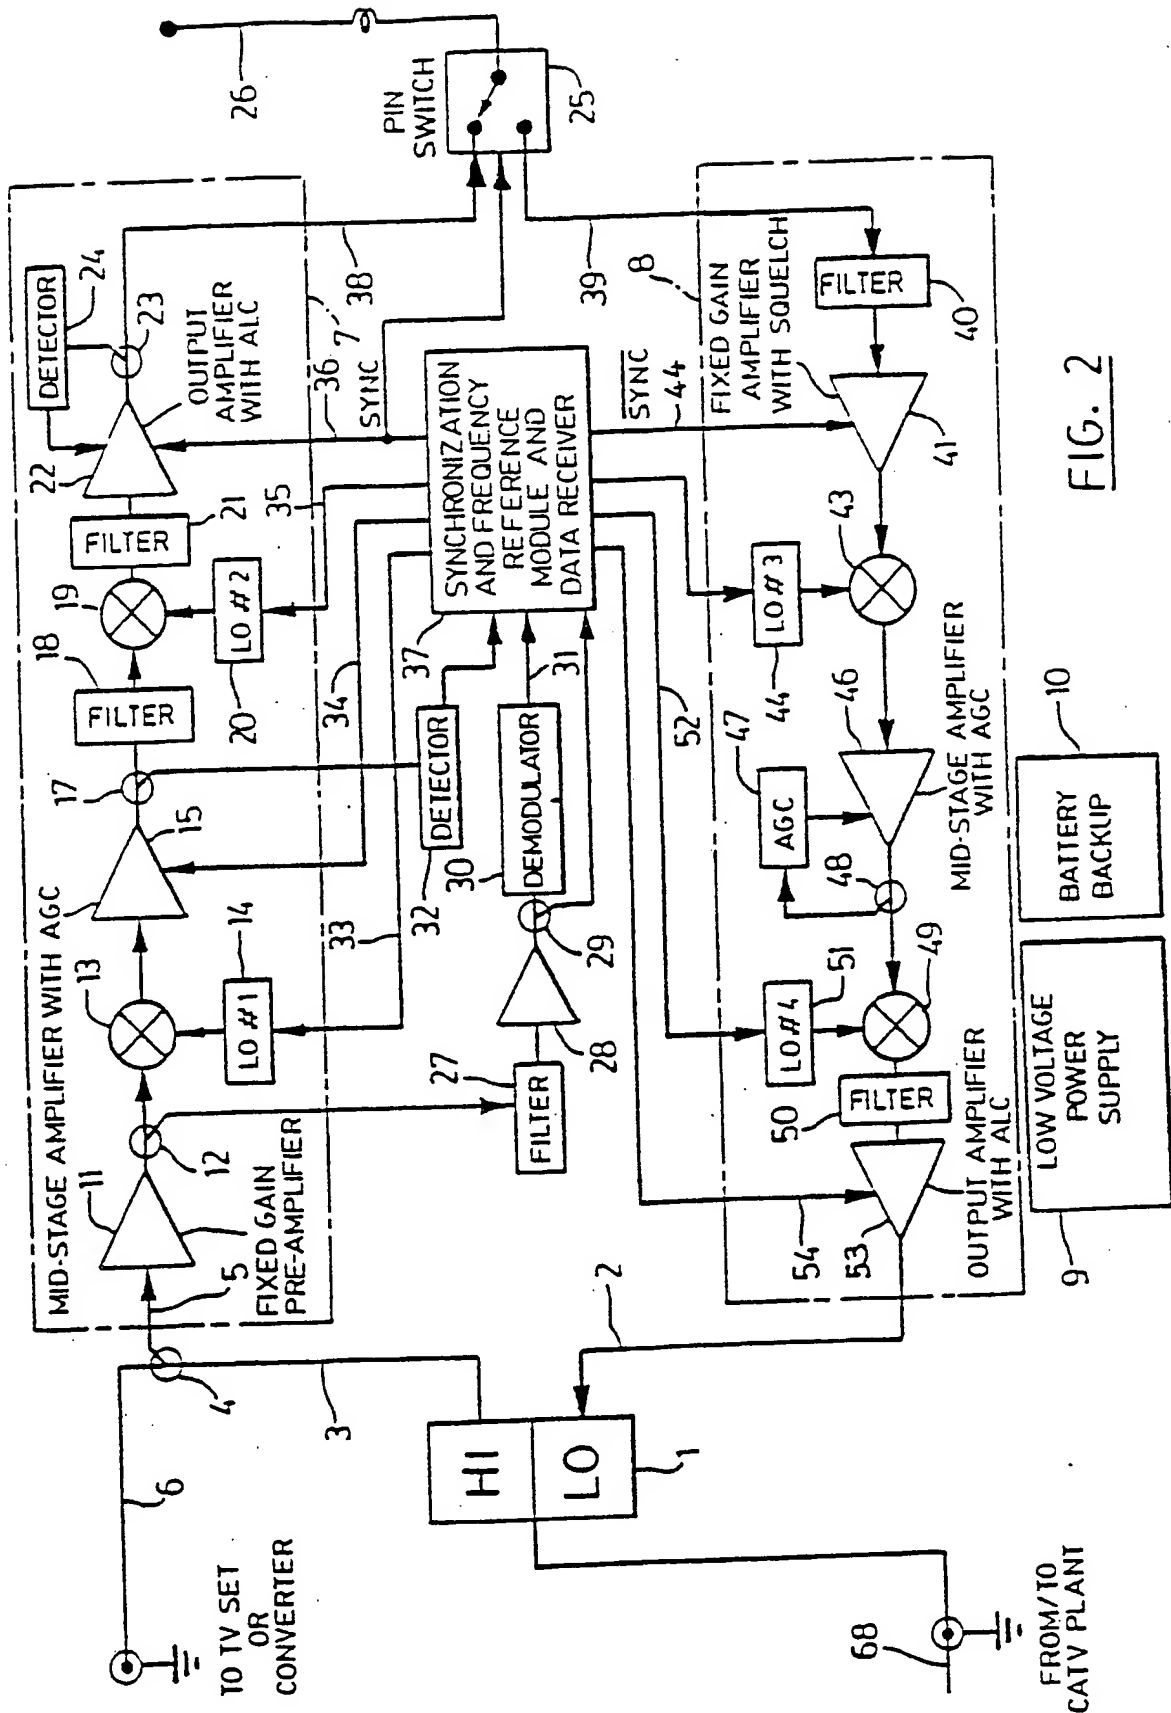 MID-STAGE AMPLIFIER WITH AGC
11
12
13
14
LO #1
15
17
18
FILTER
19
20
LO #2
21
FILTER
22
23
DETECTOR
24
OUTPUT
AMPLIFIER
WITH ALC
5
FIXED GAIN
PRE-AMPLIFIER
7
26
PIN
SWITCH
25
38
39
36
SYNC
35
34
33
37
SYNCHRONIZATION
AND FREQUENCY
REFERENCE
MODULE AND
DATA RECEIVER
31
DETECTOR
32
30
DEMODULATOR
29
28
27
FILTER
SYNC
44
52
54
8
FIXED GAIN
AMPLIFIER
WITH SQUELCH
FILTER
40
41
43
LO #3
44
46
47
AGC
48
MID-STAGE AMPLIFIER
WITH AGC
49
51
LO #4
50
FILTER
53
OUTPUT AMPLIFIER
WITH ALC
6
4
3
2
HI
LO
1
TO TV SET
OR
CONVERTER
68
FROM/TO
CATV PLANT
LOW VOLTAGE
POWER
SUPPLY
9
BATTERY
BACKUP
10
FIG. 2